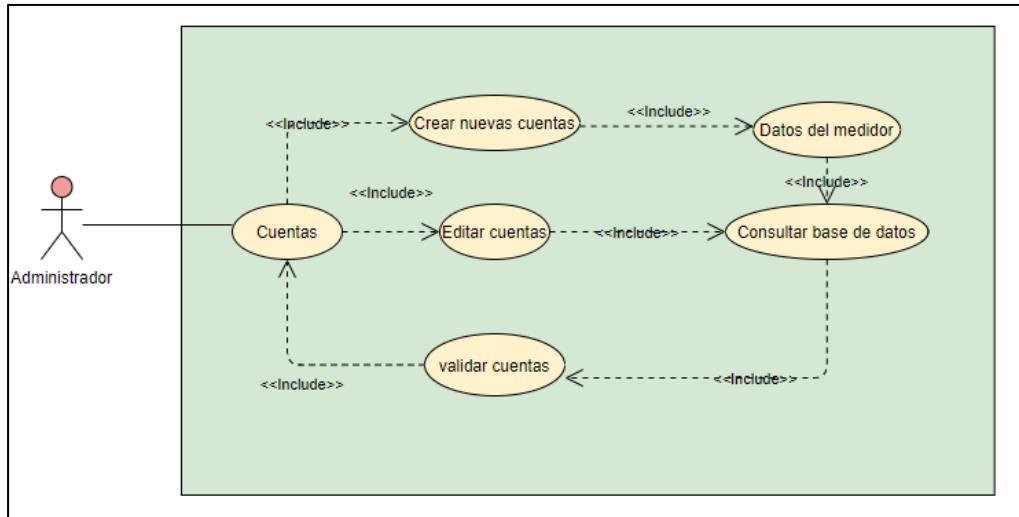 <<Include>>
Crear nuevas cuentas
<<Include>>
Datos del medidor
<<Include>>
<<Include>>
Cuentas
Editar cuentas
<<Include>>
Consultar base de datos
Administrador
validar cuentas
<<Include>>
<<Include>>